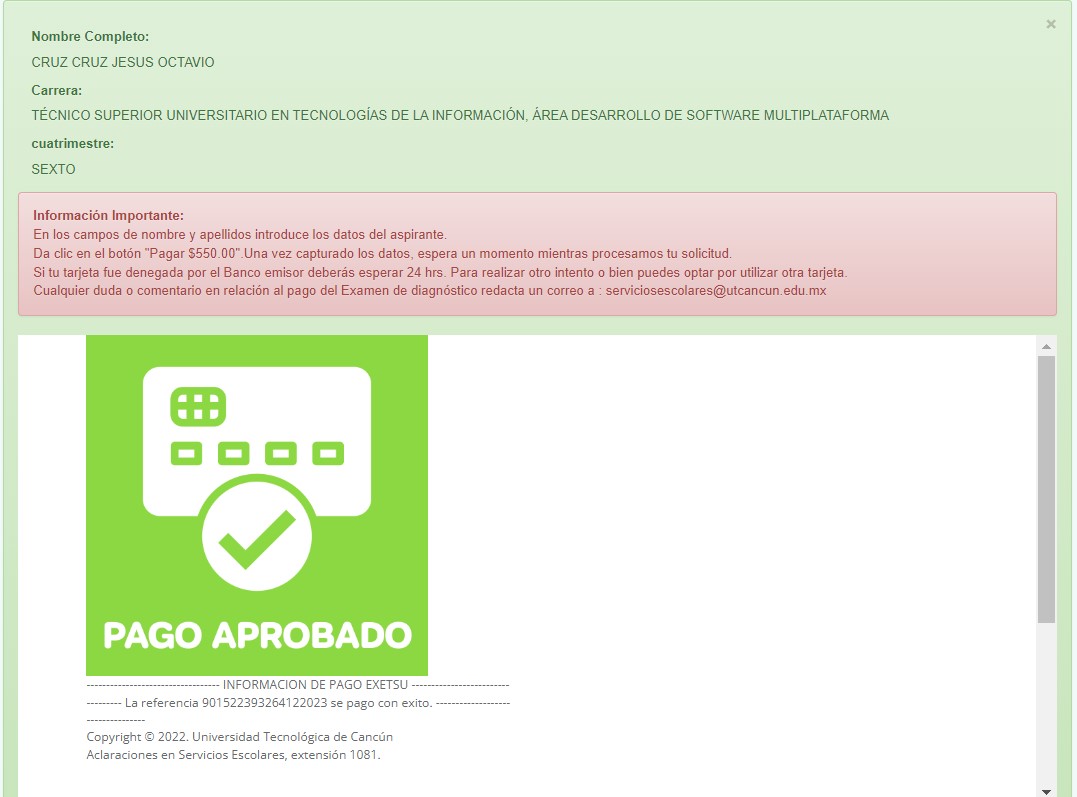 ×
Nombre Completo:
CRUZ CRUZ JESUS OCTAVIO
Carrera:
TÉCNICO SUPERIOR UNIVERSITARIO EN TECNOLOGÍAS DE LA INFORMACIÓN, ÁREA DESARROLLO DE SOFTWARE MULTIPLATAFORMA
cuatrimestre:
SEXTO
Información Importante:
En los campos de nombre y apellidos introduce los datos del aspirante.
Da clic en el botón "Pagar $550.00".Una vez capturado los datos, espera un momento mientras procesamos tu solicitud.
Si tu tarjeta fue denegada por el Banco emisor deberás esperar 24 hrs. Para realizar otro intento o bien puedes optar por utilizar otra tarjeta.
Cualquier duda o comentario en relación al pago del Examen de diagnóstico redacta un correo a : serviciosescolares@utcancun.edu.mx
PAGO APROBADO
---------------------------------- INFORMACION DE PAGO EXETSU -------------------------
--------- La referencia 901522393264122023 se pago con exito. -------------------
---------------
Copyright © 2022. Universidad Tecnológica de Cancún
Aclaraciones en Servicios Escolares, extensión 1081.